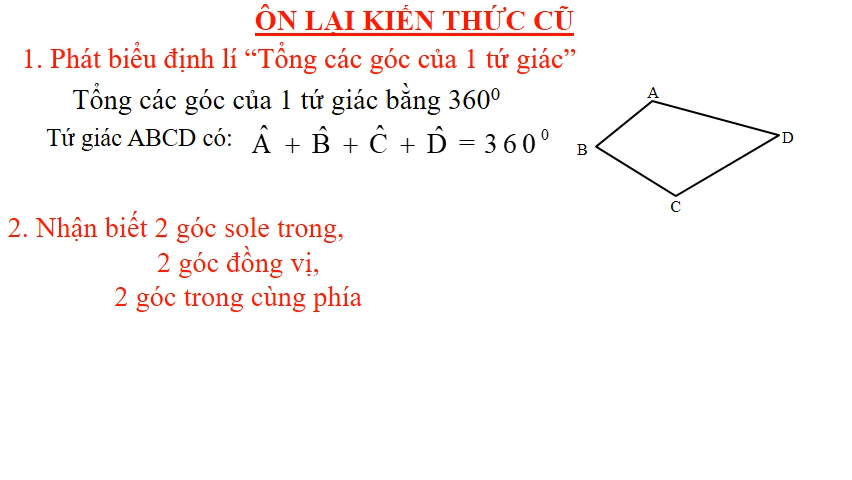 ÔN LẠI KIẾN THỨC CŨ
1. Phát biểu định lí “Tổng các góc của 1 tứ giác”
Tổng các góc của 1 tứ giác bằng 360⁰
Tứ giác ABCD có: Â + B̂ + Ĉ + D̂ = 360⁰
A
B
D
C
2. Nhận biết 2 góc sole trong,
2 góc đồng vị,
2 góc trong cùng phía